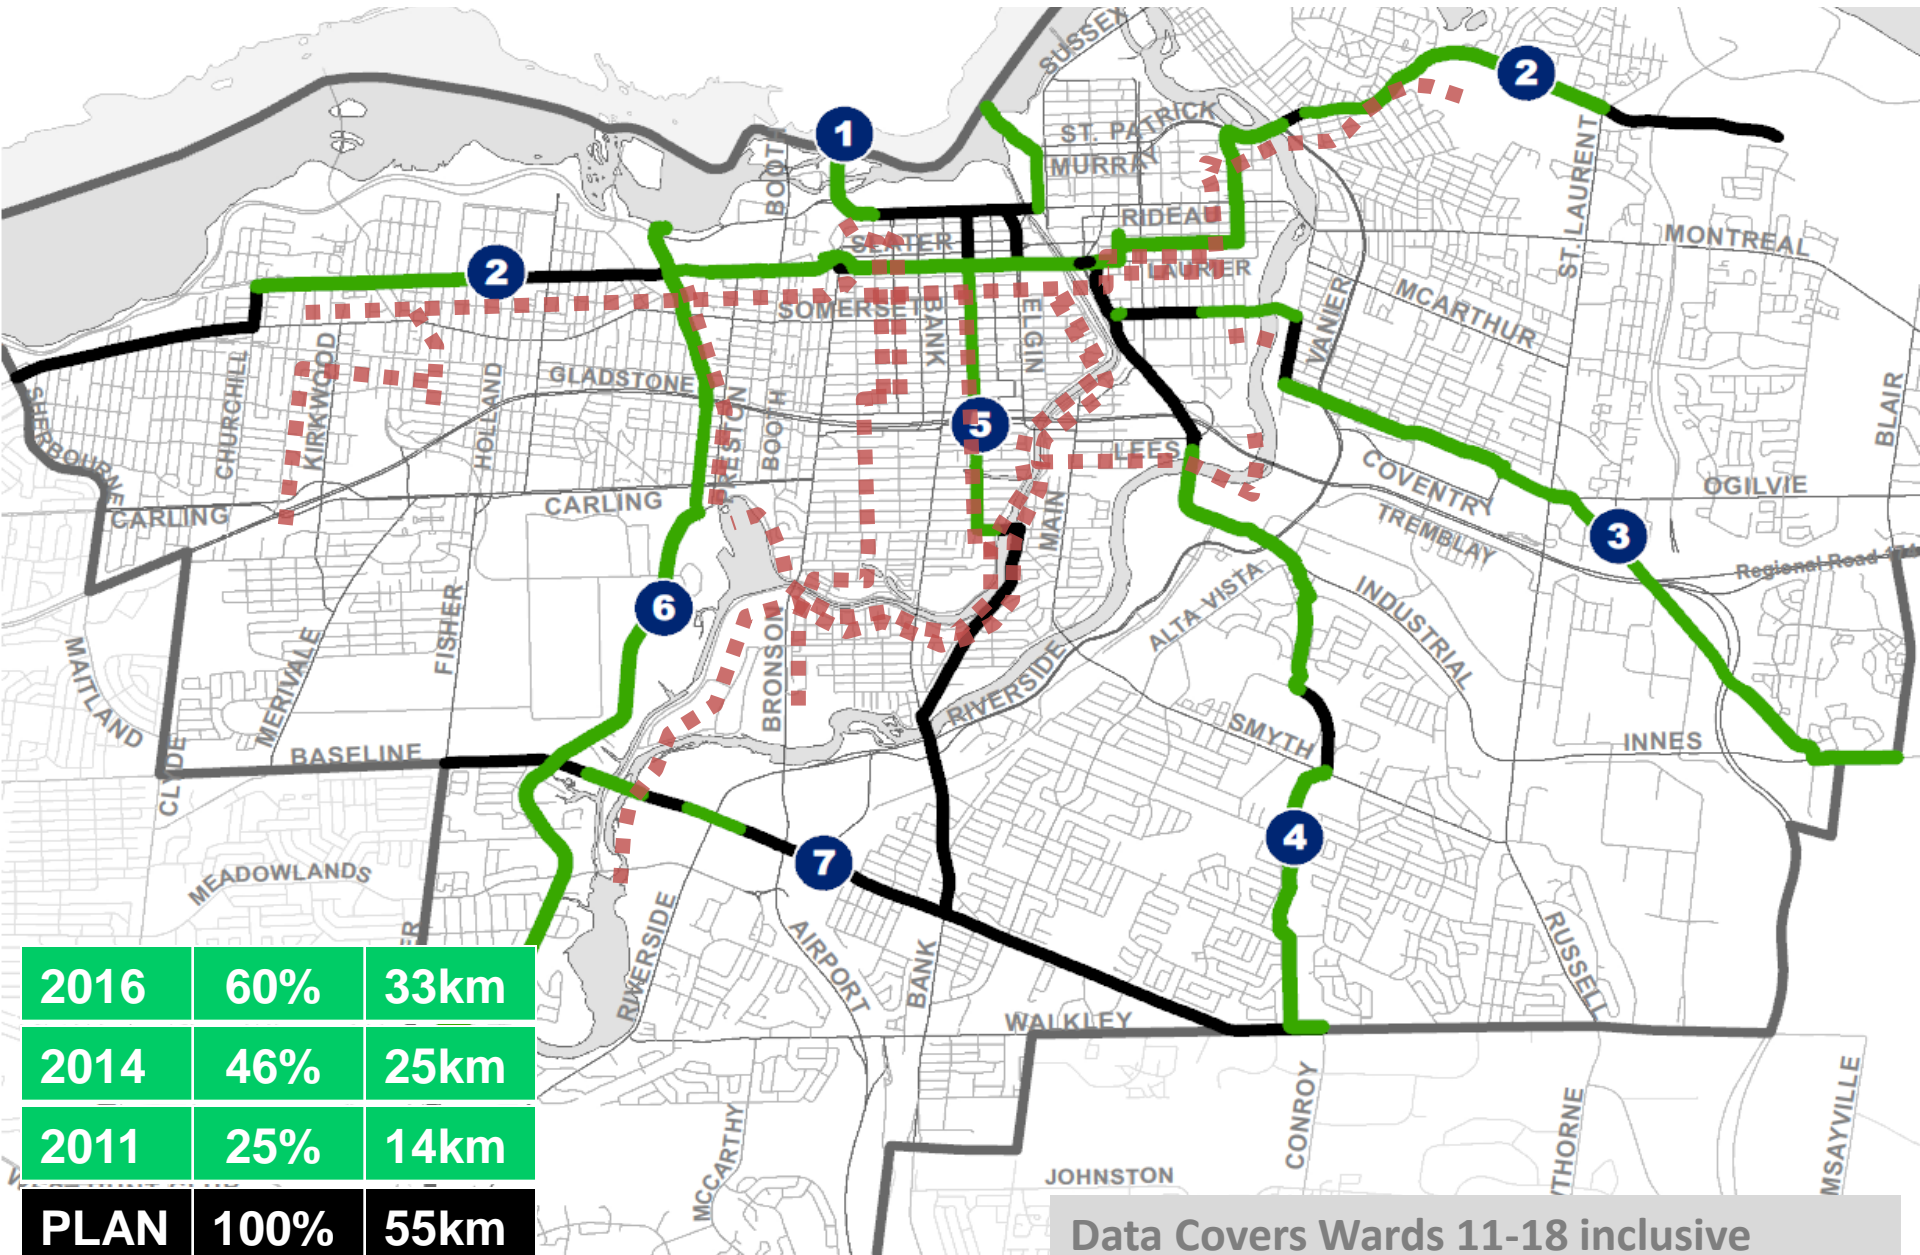 SUSSEX
2
1
BOOTH
ST. PATRICK
MURRAY
ST. LAURENT
RIDEAU
MONTREAL
SLATER
2
LAURIER
SOMERSET
BANK
ELGIN
VANIER
MCARTHUR
KIRKWOOD
CHURCHILL
HOLLAND
GLADSTONE
PRESTON
BOOTH
5
BLAIR
SHERBOURNE
LEES
COVENTRY
OGILVIE
CARLING
CARLING
MAIN
TREMBLAY
3
Regional Road 174
6
FISHER
ALTA VISTA
INDUSTRIAL
MAITLAND
MERIVALE
BRONSON
RIVERSIDE
SMYTH
INNES
BASELINE
CLYDE
7
4
MEADOWLANDS
RIVERSIDE
AIRPORT
BANK
RUSSELL
ER
2016 60% 33km
WALKLEY
2014 46% 25km
CONROY
MCCARTHY
THORNE
MSAYVILLE
2011 25% 14km
JOHNSTON
PLAN 100% 55km
Data Covers Wards 11-18 inclusive